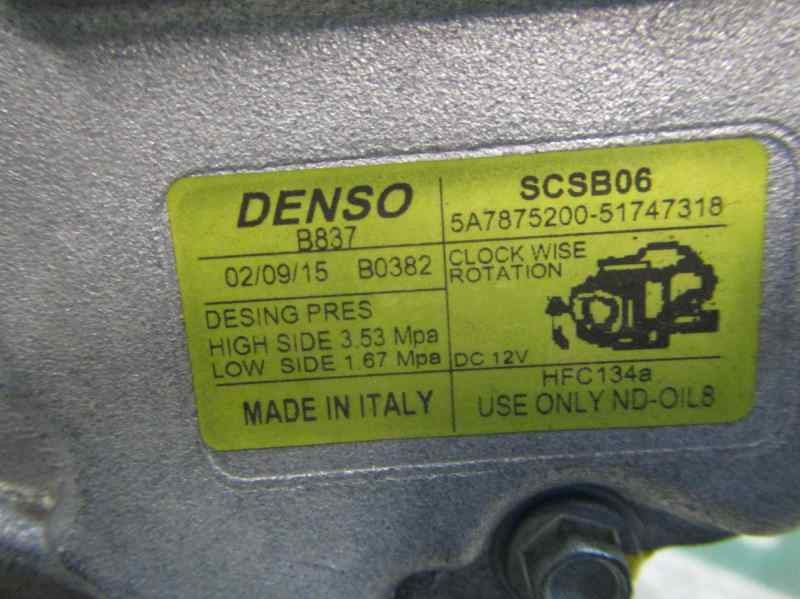 DENSO
B837
02/09/15 B0382
DESING PRES
HIGH SIDE 3.53 Mpa
LOW SIDE 1.67 Mpa
MADE IN ITALY
SCSB06
5A7875200-51747318
CLOCK WISE
ROTATION
DC 12V
HFC134a
USE ONLY ND-OIL8